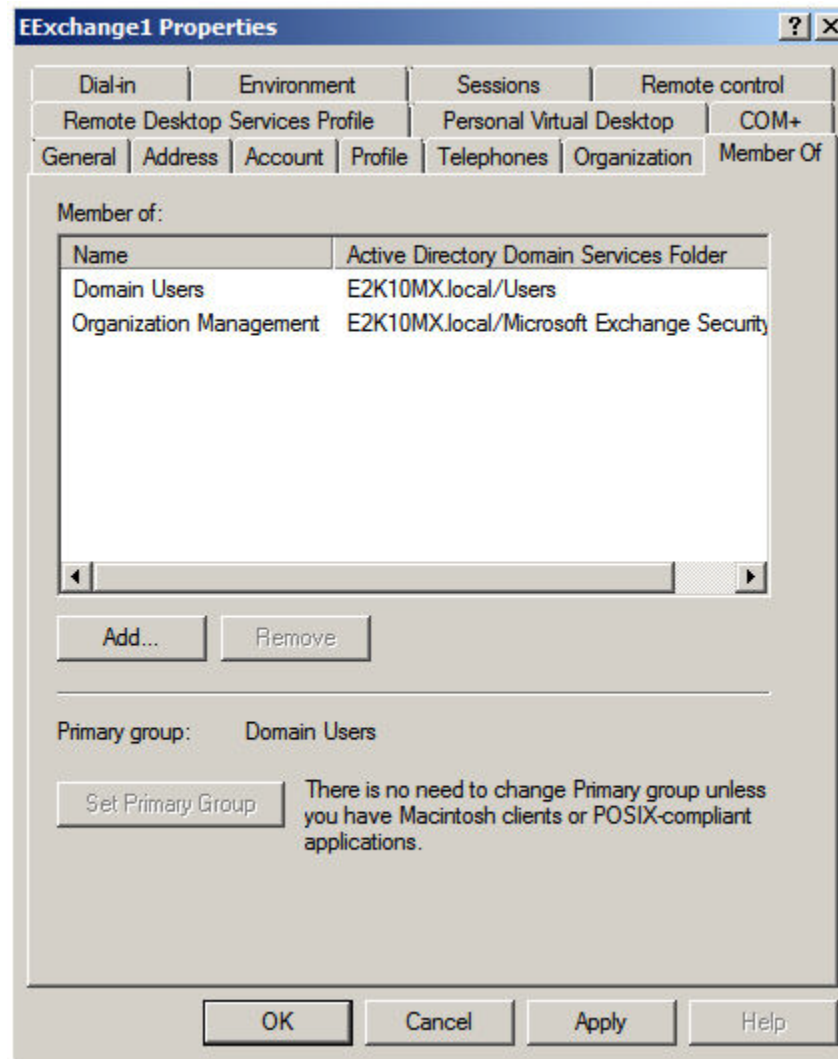 EExchange1 Properties
Dial-in Environment Sessions Remote control
Remote Desktop Services Profile Personal Virtual Desktop COM+
General Address Account Profile Telephones Organization Member Of
Member of:
Name Active Directory Domain Services Folder
Domain Users E2K10MX.local/Users
Organization Management E2K10MX.local/Microsoft Exchange Security
Add... Remove
Primary group: Domain Users
Set Primary Group
There is no need to change Primary group unless
you have Macintosh clients or POSIX-compliant
applications.
OK Cancel Apply Help